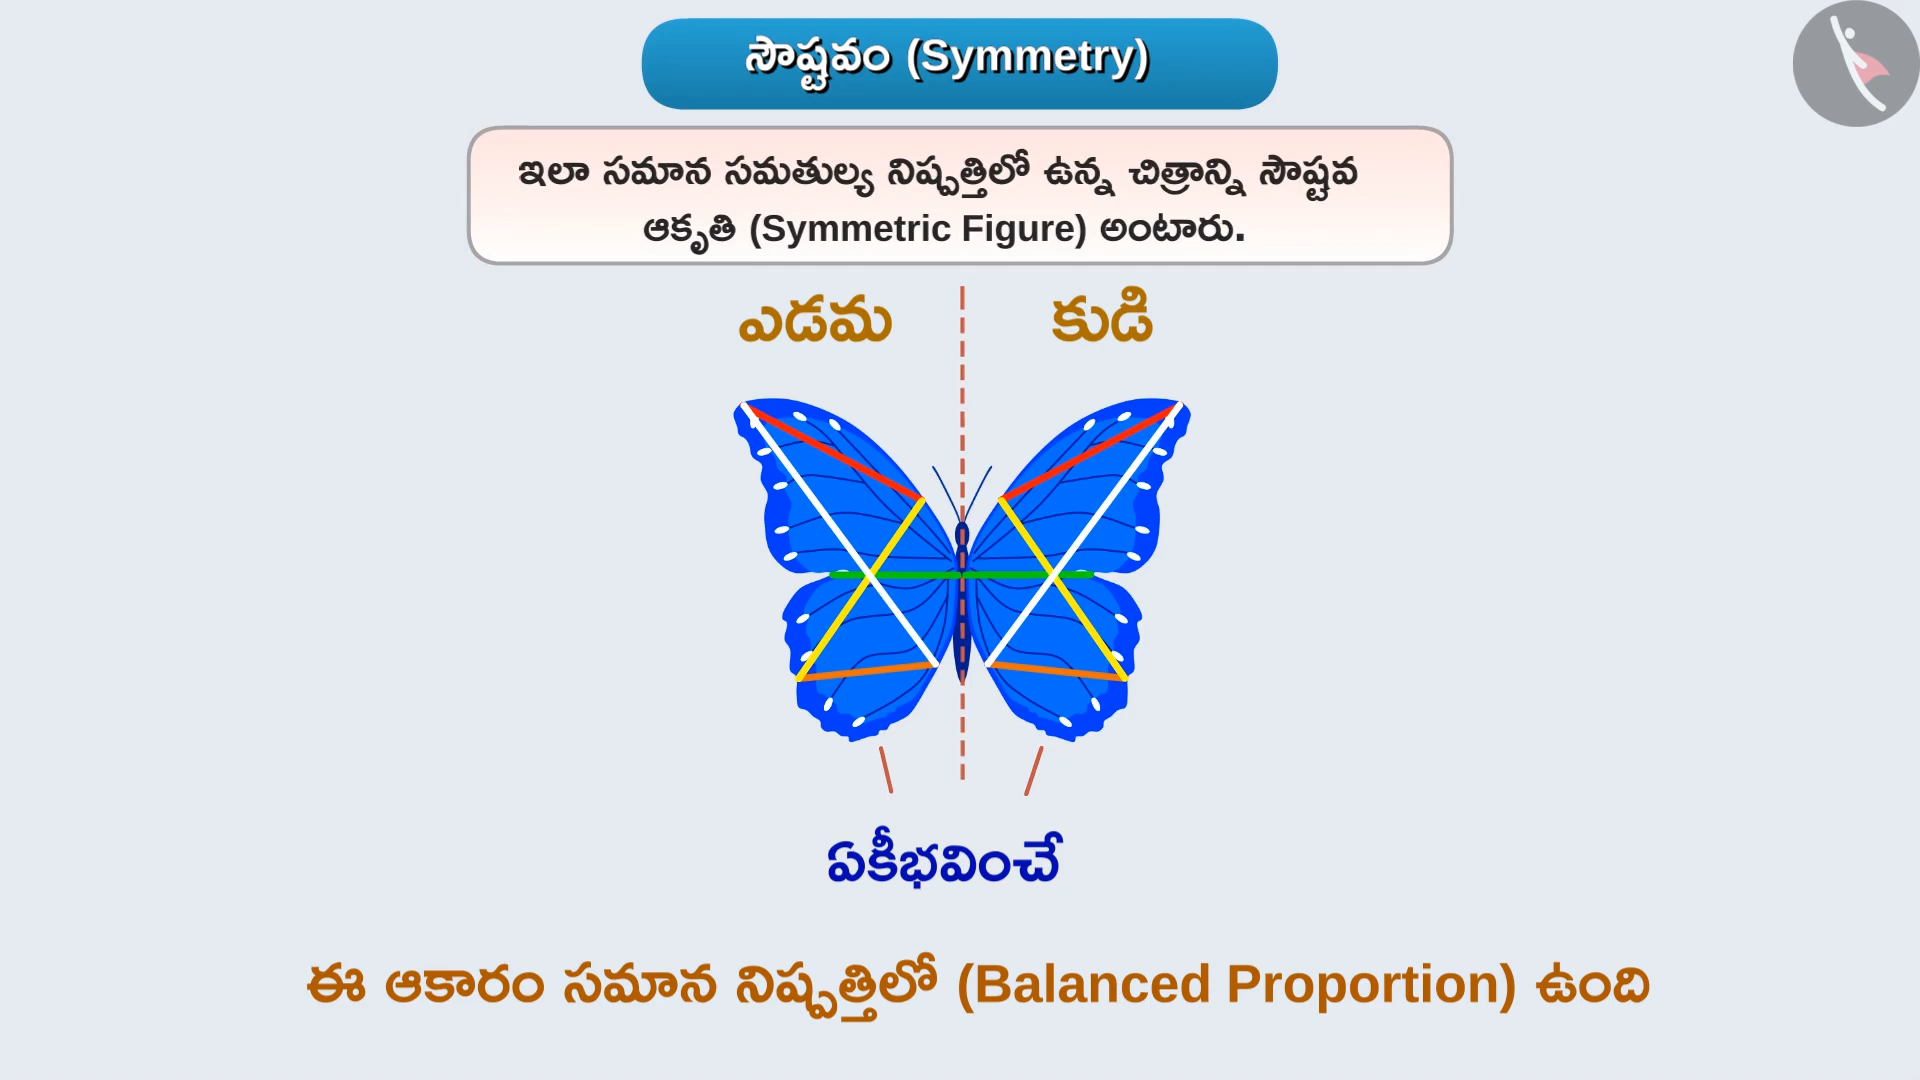 సౌష్టవం (Symmetry)
ఇలా సమాన సమతుల్య నిష్పత్తిలో ఉన్న చిత్రాన్ని సౌష్టవ
ఆకృతి (Symmetric Figure) అంటారు.
ఎడమ కుడి
ఏకీభవించే
ఈ ఆకారం సమాన నిష్పత్తిలో (Balanced Proportion) ఉంది